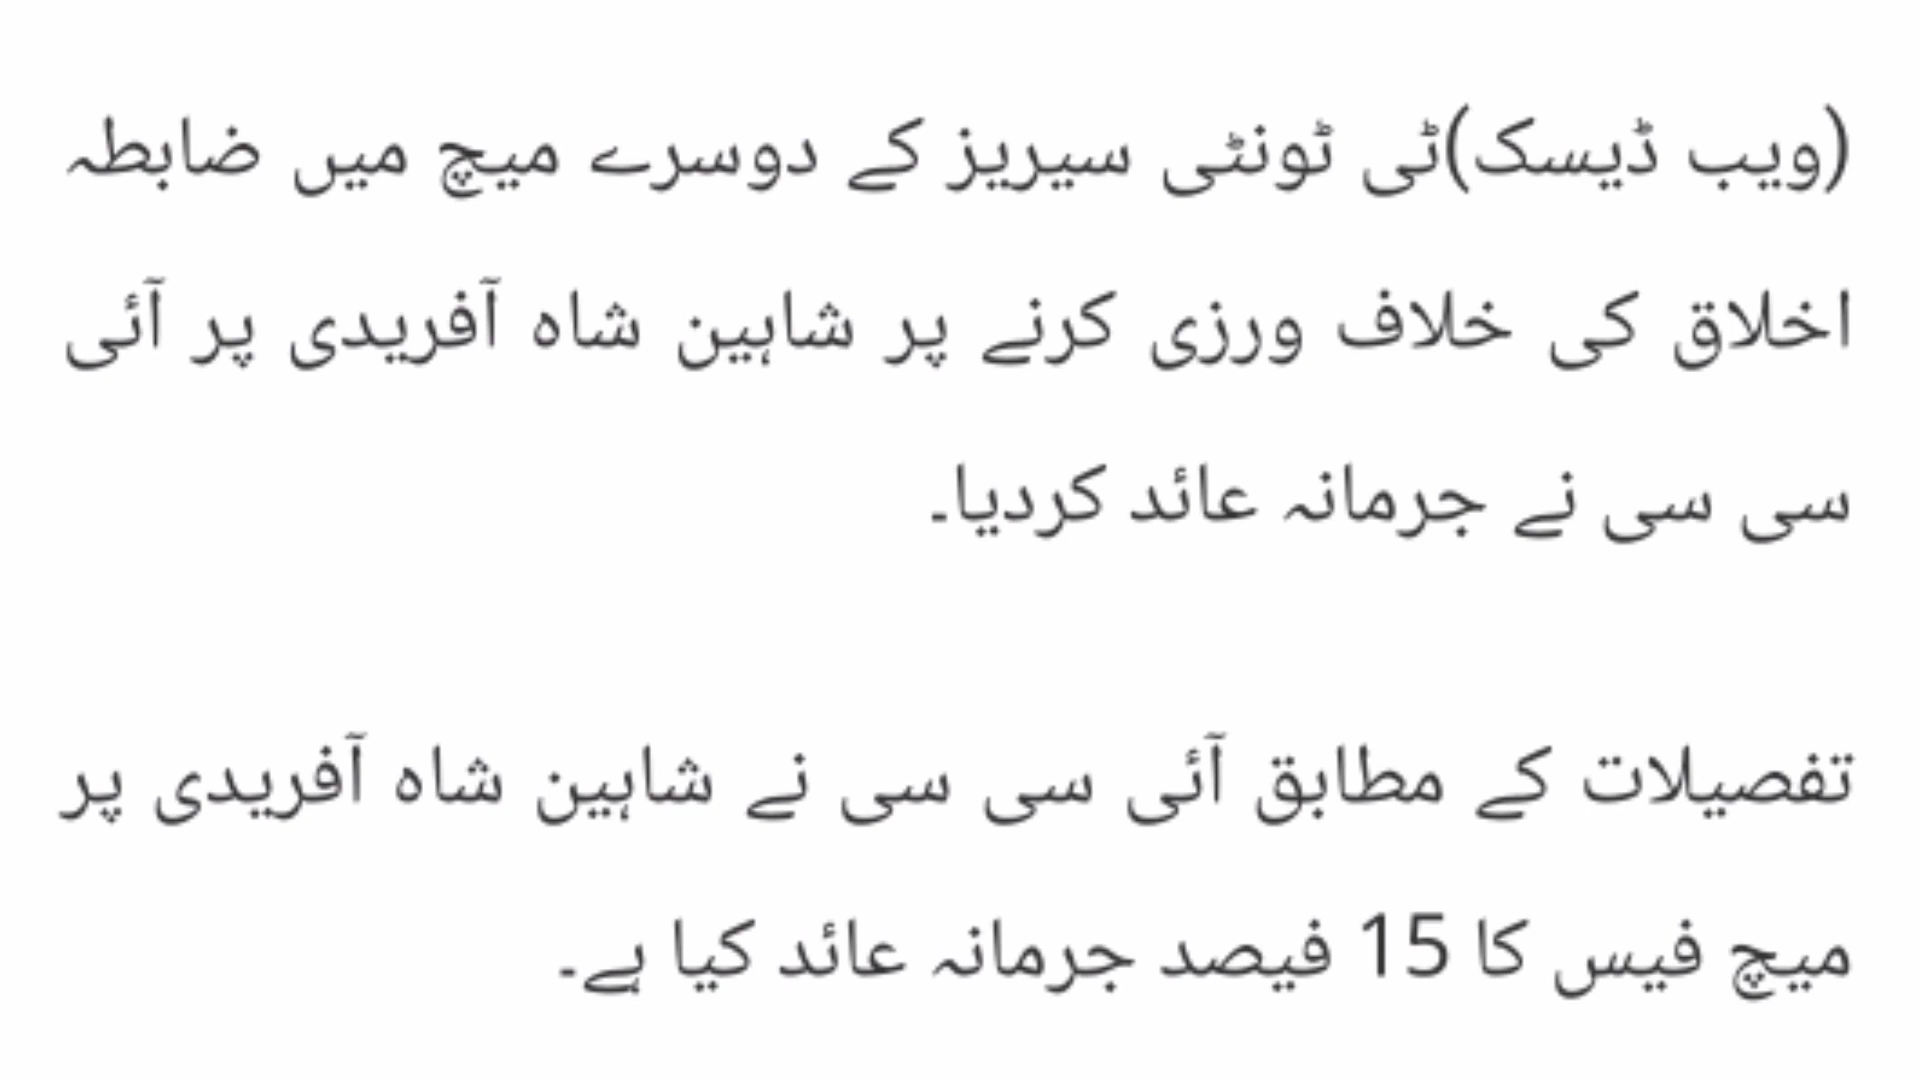 (ویب ڈیسک)ٹی ٹونٹی سیریز کے دوسرے میچ میں ضابطہ
اخلاق کی خلاف ورزی کرنے پر شاہین شاہ آفریدی پر آئی
سی سی نے جرمانہ عائد کردیا۔
تفصیلات کے مطابق آئی سی سی نے شاہین شاہ آفریدی پر
میچ فیس کا 15 فیصد جرمانہ عائد کیا ہے۔